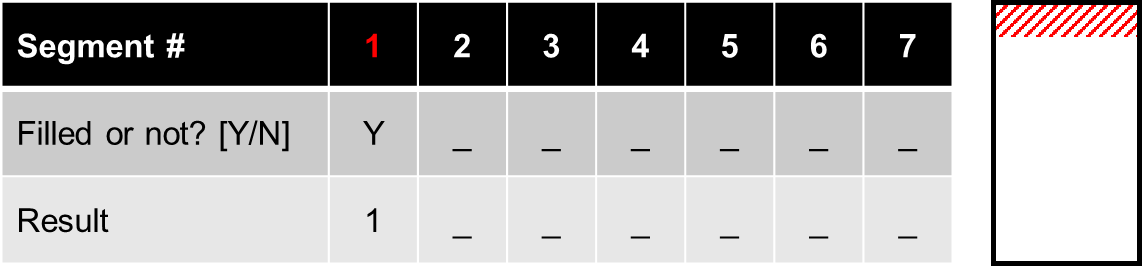 Segment # 1 2 3 4 5 6 7
Filled or not? [Y/N] Y _ _ _ _ _ _
Result 1 _ _ _ _ _ _